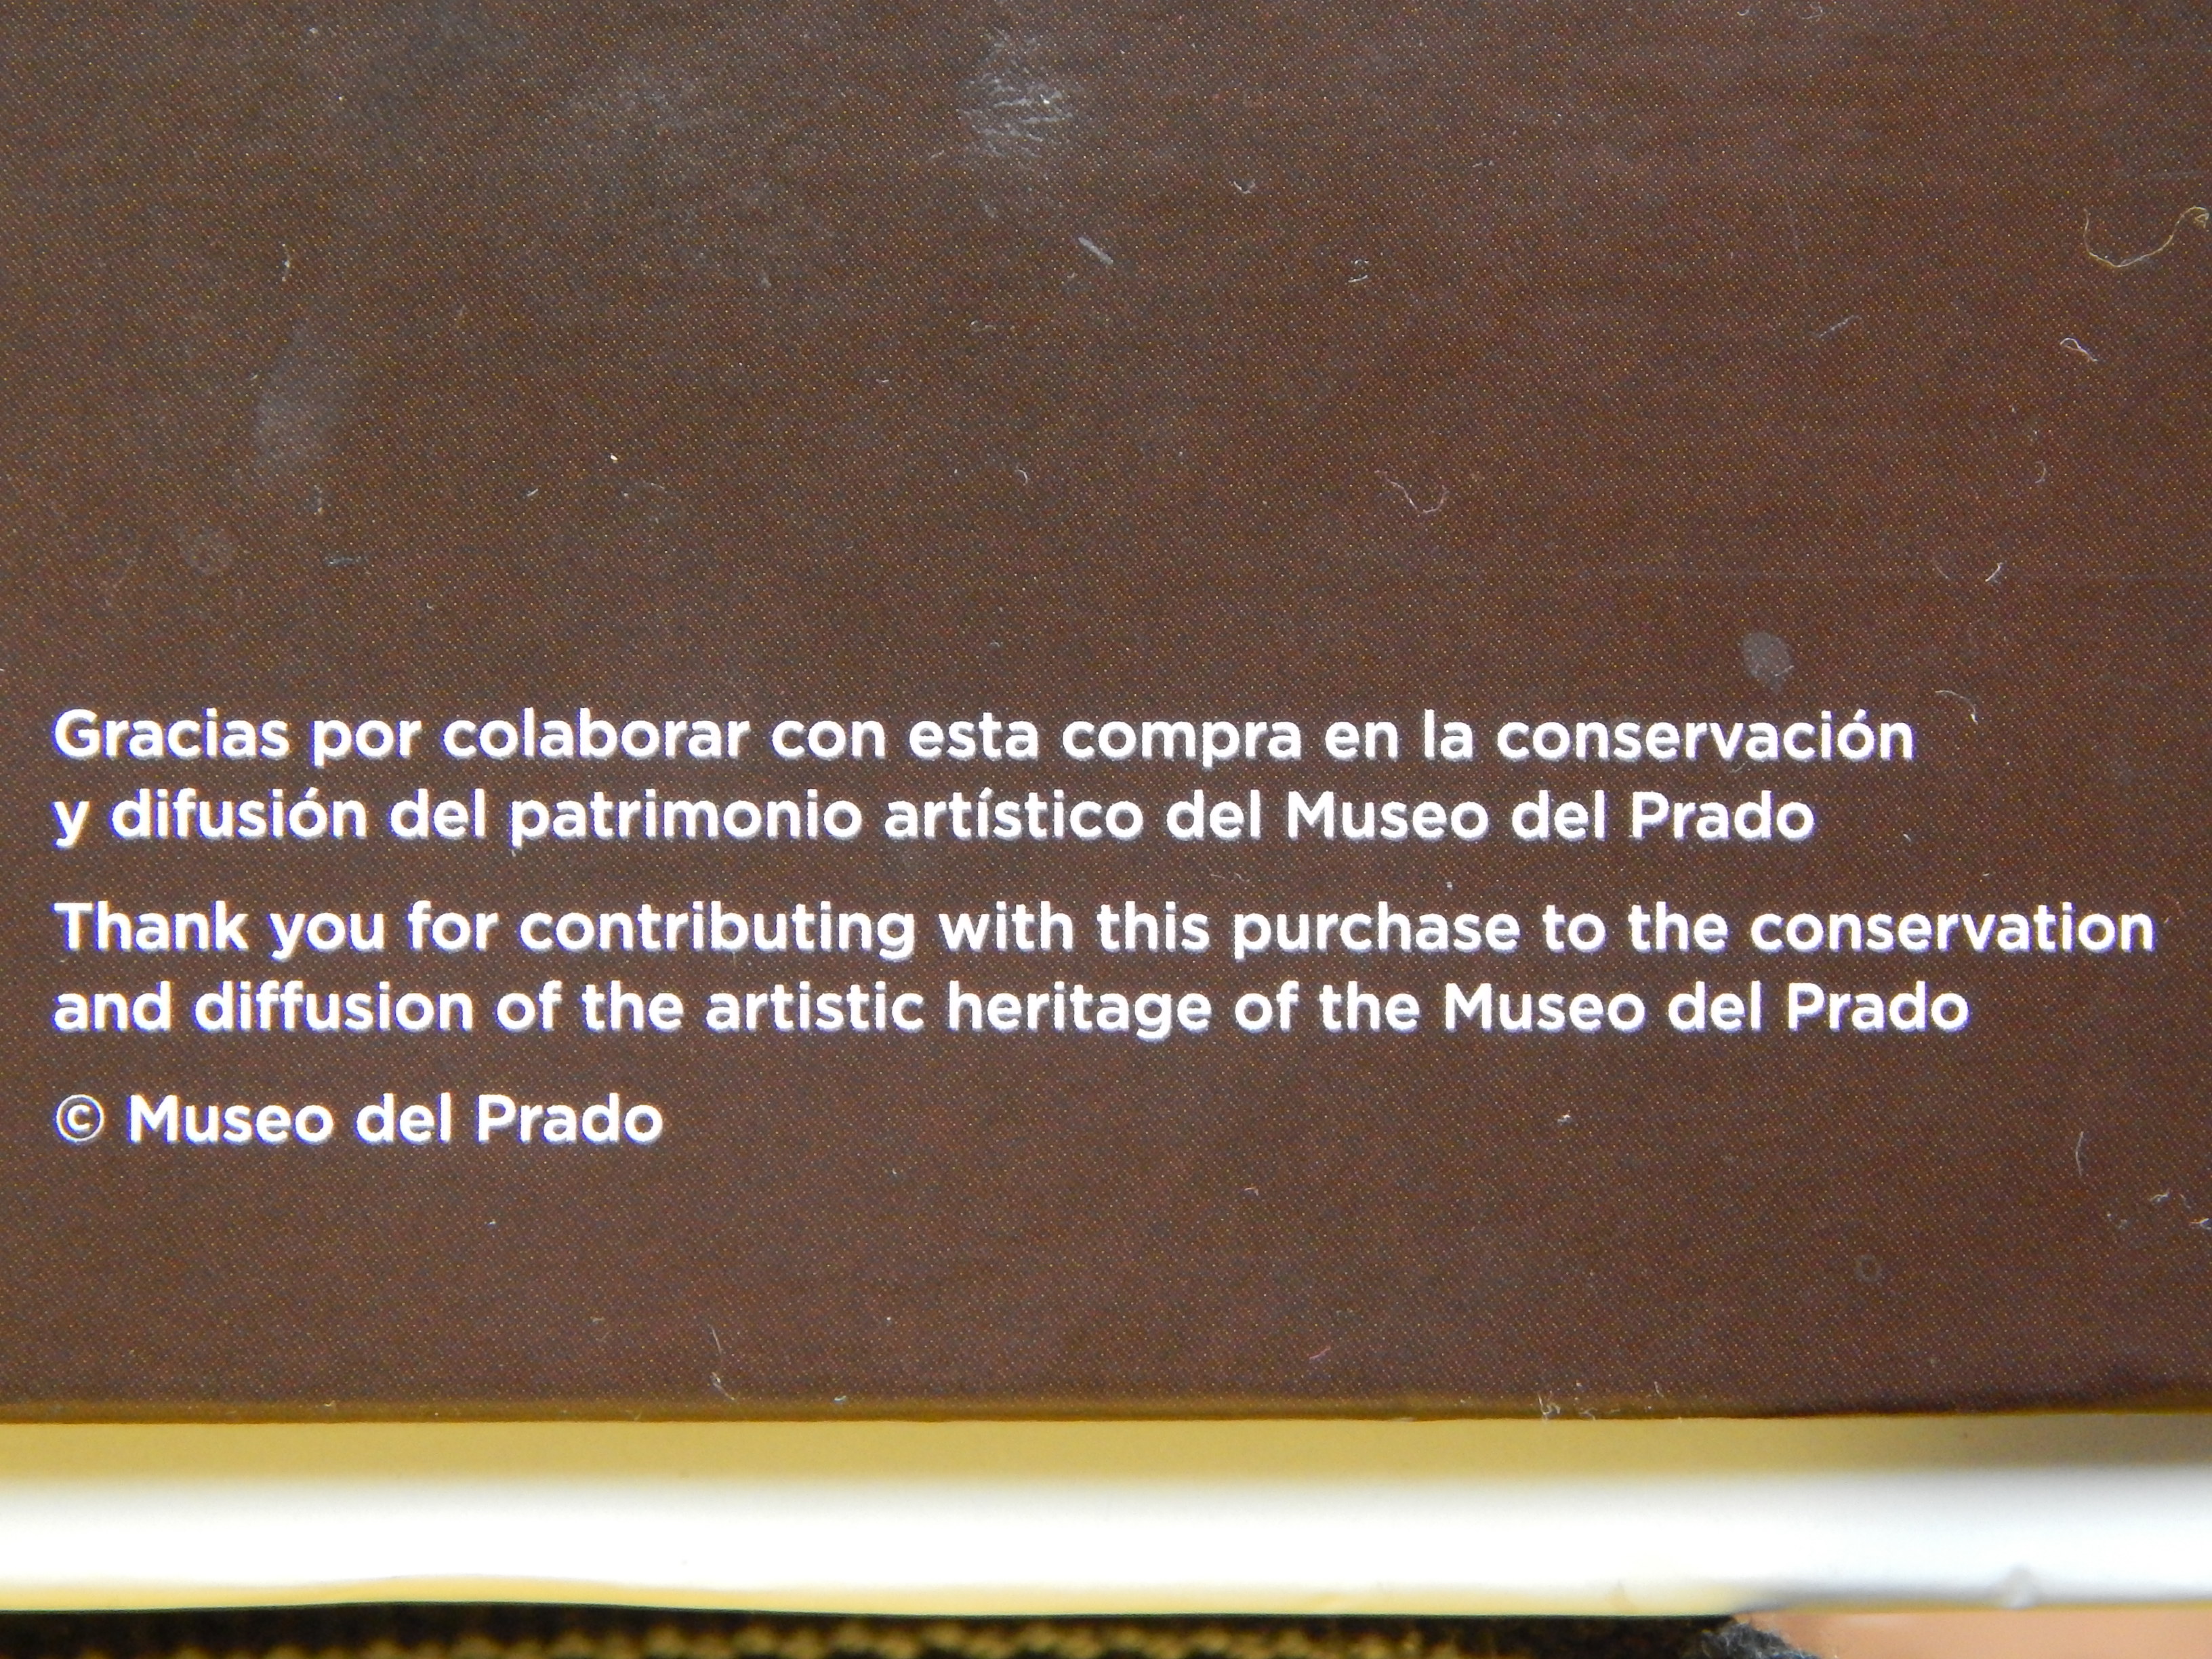 Gracias por colaborar con esta compra en la conservación
y difusión del patrimonio artístico del Museo del Prado
Thank you for contributing with this purchase to the conservation
and diffusion of the artistic heritage of the Museo del Prado
© Museo del Prado